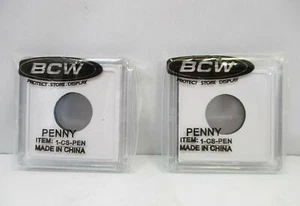 BCW
PROTECT. STORE. DISPLAY.
PENNY
ITEM: 1-CS-PEN
MADE IN CHINA
BCW
PROTECT. STORE. DISPLAY.
PENNY
ITEM: 1-CS-PEN
MADE IN CHINA